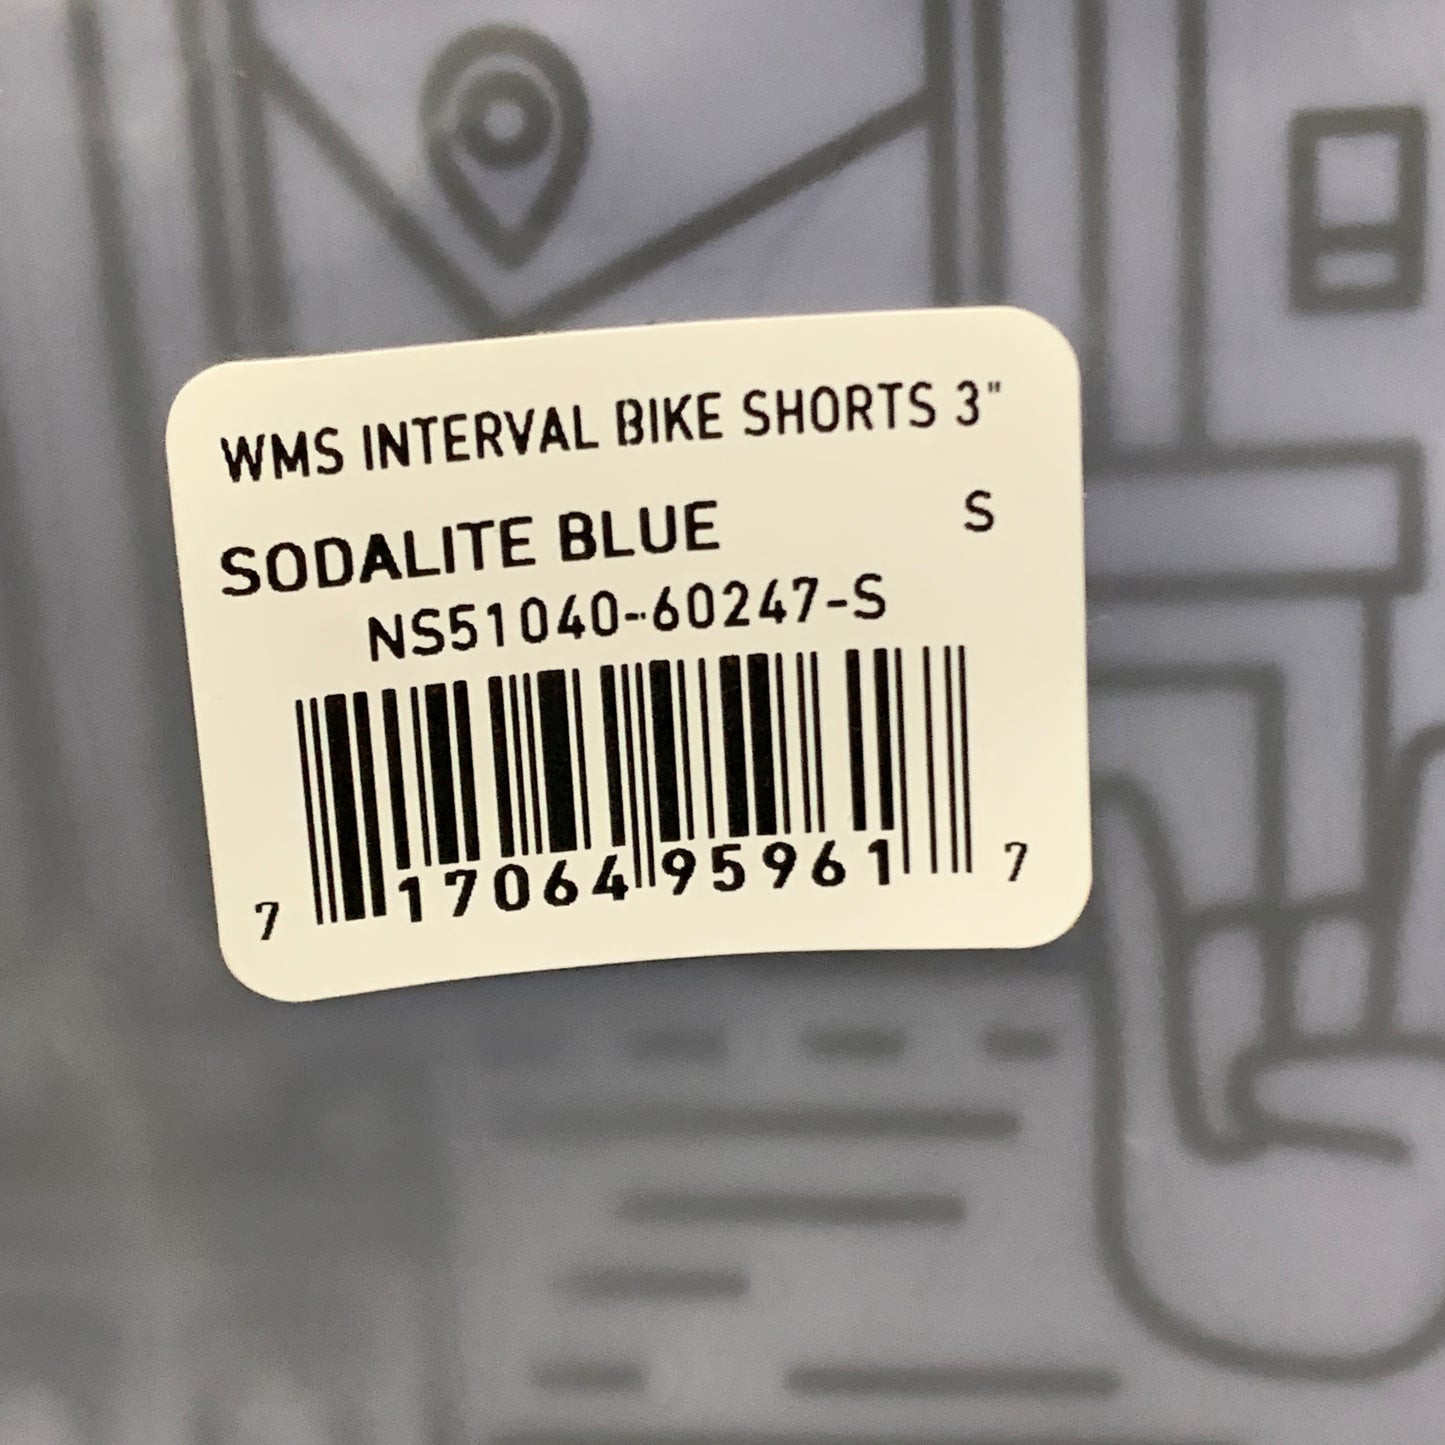 WMS INTERVAL BIKE SHORTS 3"
SODALITE BLUE S
NS51040-60247-S
7 17064 95961 7